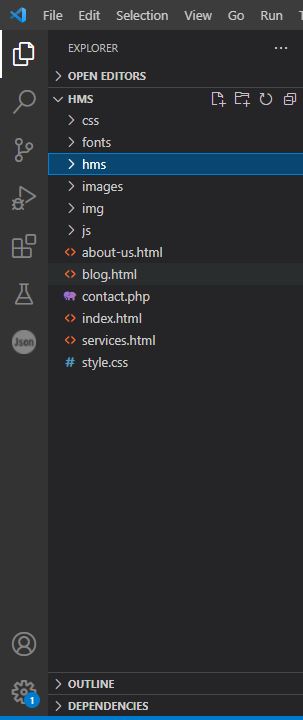 File Edit Selection View Go Run T
EXPLORER
OPEN EDITORS
HMS
css
fonts
hms
images
img
js
about-us.html
blog.html
contact.php
index.html
services.html
# style.css
Json
1
OUTLINE
DEPENDENCIES